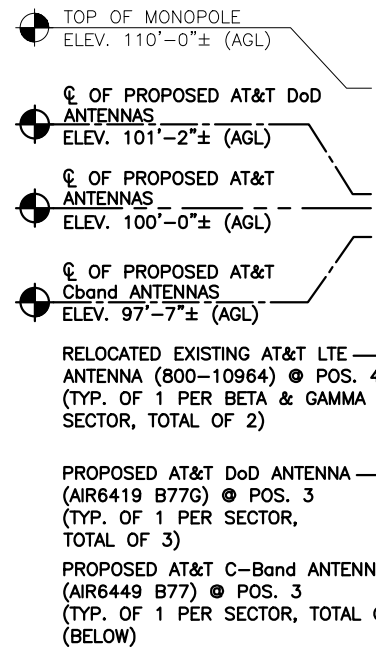 TOP OF MONOPOLE
ELEV. 110'-0"± (AGL)
℄ OF PROPOSED AT&T DoD
ANTENNAS
ELEV. 101'-2"± (AGL)
℄ OF PROPOSED AT&T
ANTENNAS
ELEV. 100'-0"± (AGL)
℄ OF PROPOSED AT&T
Cband ANTENNAS
ELEV. 97'-7"± (AGL)
RELOCATED EXISTING AT&T LTE
ANTENNA (800-10964) @ POS. 4
(TYP. OF 1 PER BETA & GAMMA
SECTOR, TOTAL OF 2)
PROPOSED AT&T DoD ANTENNA
(AIR6419 B77G) @ POS. 3
(TYP. OF 1 PER SECTOR,
TOTAL OF 3)
PROPOSED AT&T C-Band ANTENN
(AIR6449 B77) @ POS. 3
(TYP. OF 1 PER SECTOR, TOTAL
(BELOW)